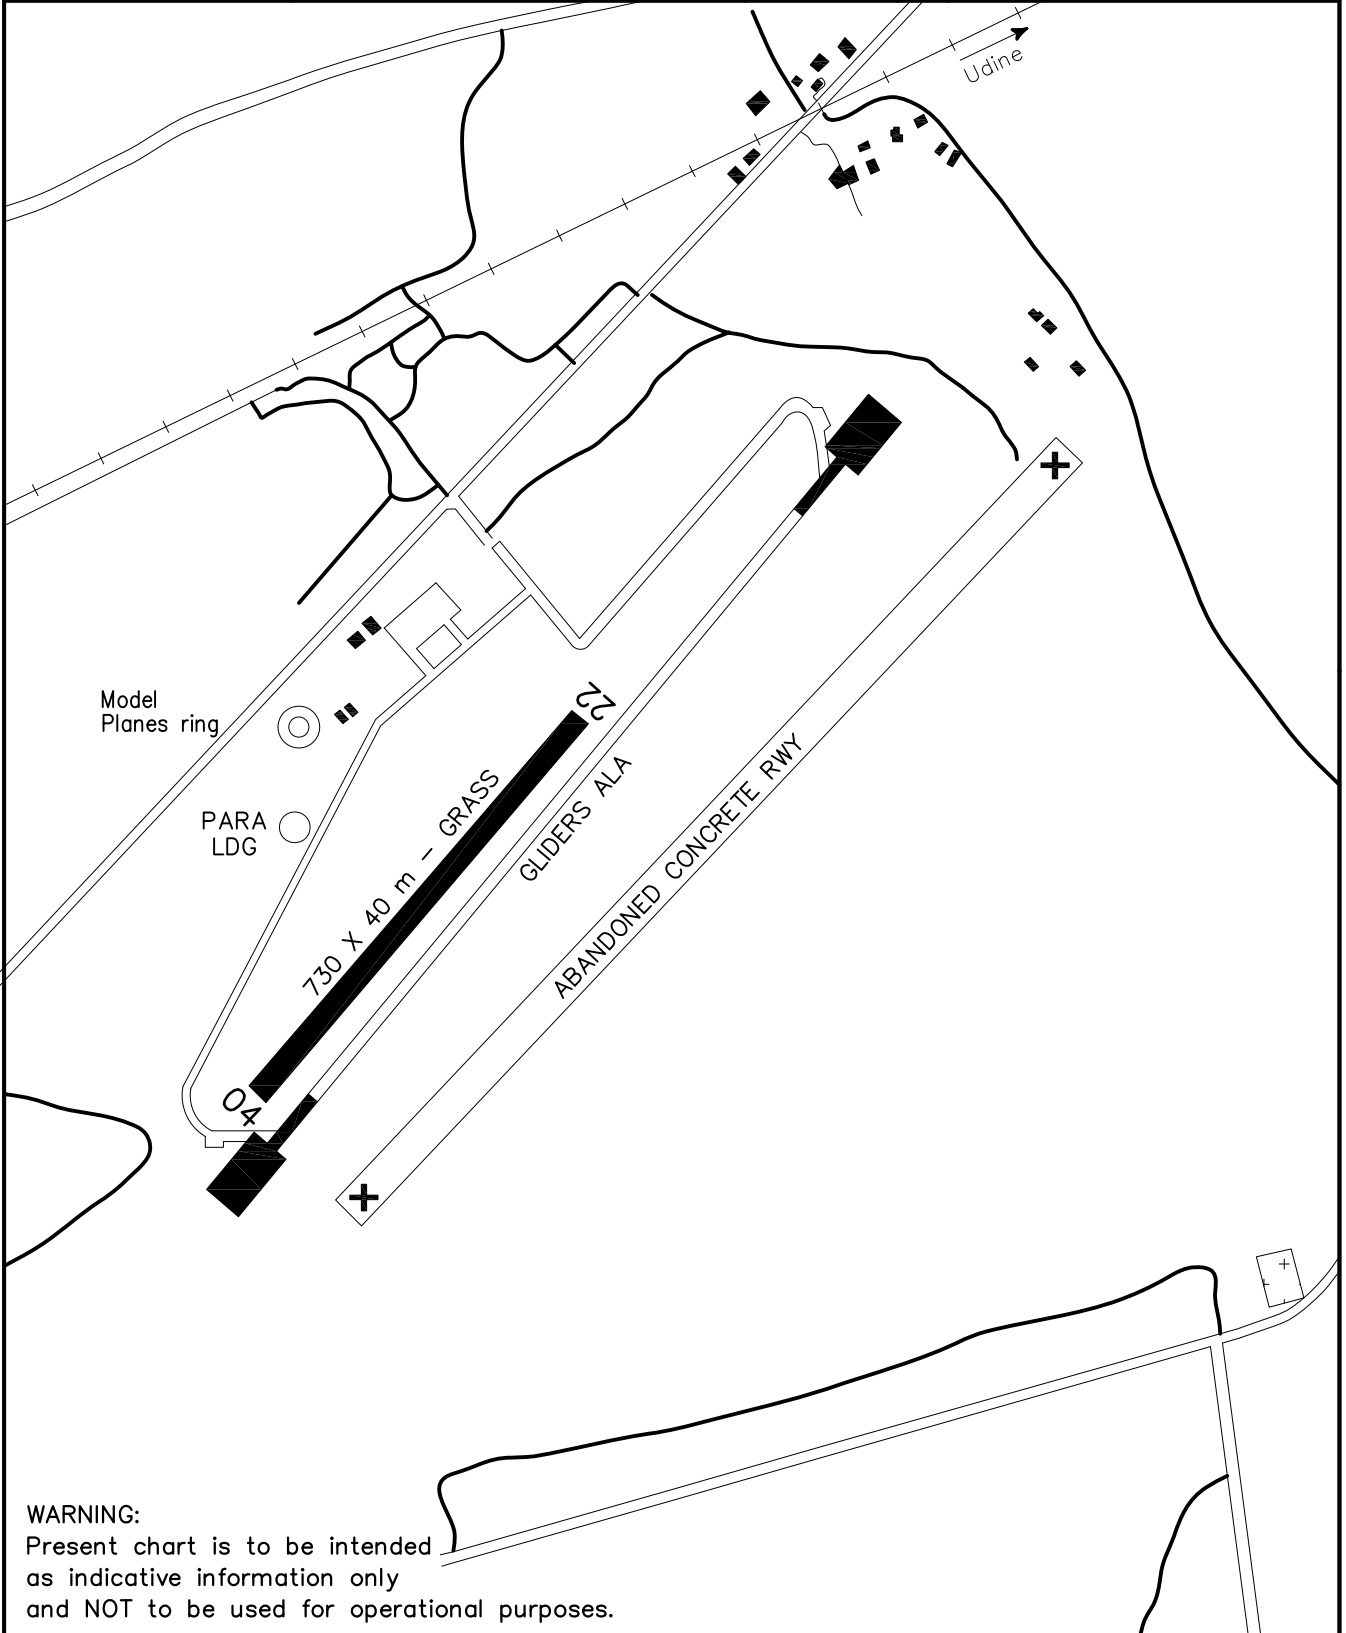 Udine
Model
Planes ring
22
PARA
LDG
730 X 40 m - GRASS
GLIDERS ALA
ABANDONED CONCRETE RWY
04
WARNING:
Present chart is to be intended
as indicative information only
and NOT to be used for operational purposes.